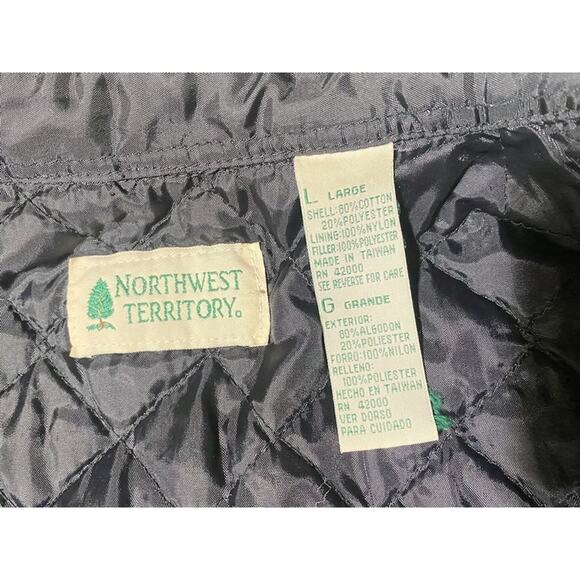 NORTHWEST
TERRITORY
L LARGE
SHELL:80%COTTON
20%POLYESTER
LINING:100%NYLON
FILLER:100%POLYESTER
MADE IN TAIWAN
RN 42000
SEE REVERSE FOR CARE
G GRANDE
EXTERIOR:
80%ALGODON
20%POLIESTER
FORRO:100%NILON
RELLENO:
100%POLIESTER
HECHO EN TAIWAN
RN 42000
VER DORSO
PARA CUIDADO